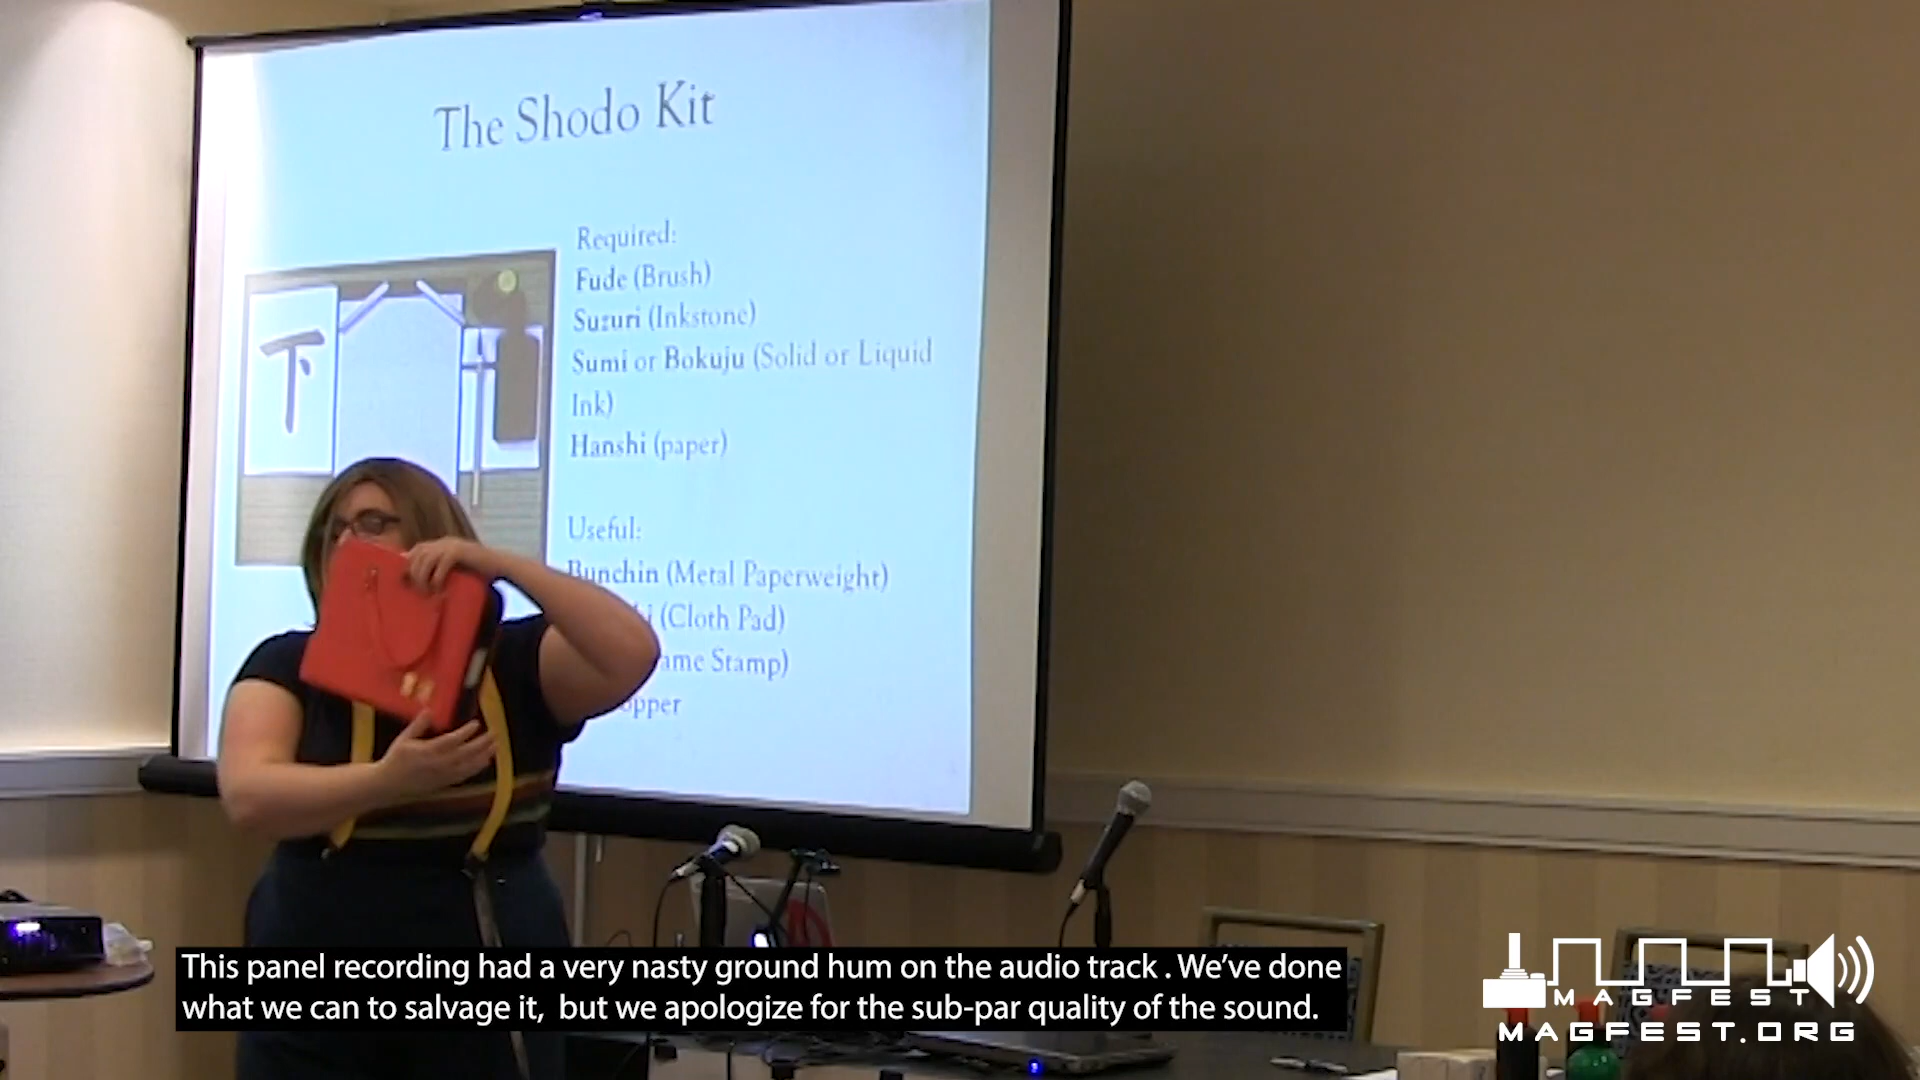 The Shodo Kit
Required:
Fude (Brush)
Suzuri (Inkstone)
Sumi or Bokuju (Solid or Liquid
Ink)
Hanshi (paper)
下
Useful:
Bunchin (Metal Paperweight)
(Cloth Pad)
Stamp)
This panel recording had a very nasty ground hum on the audio track . We've done
what we can to salvage it, but we apologize for the sub-par quality of the sound.
MAGFEST
MAGFEST.ORG